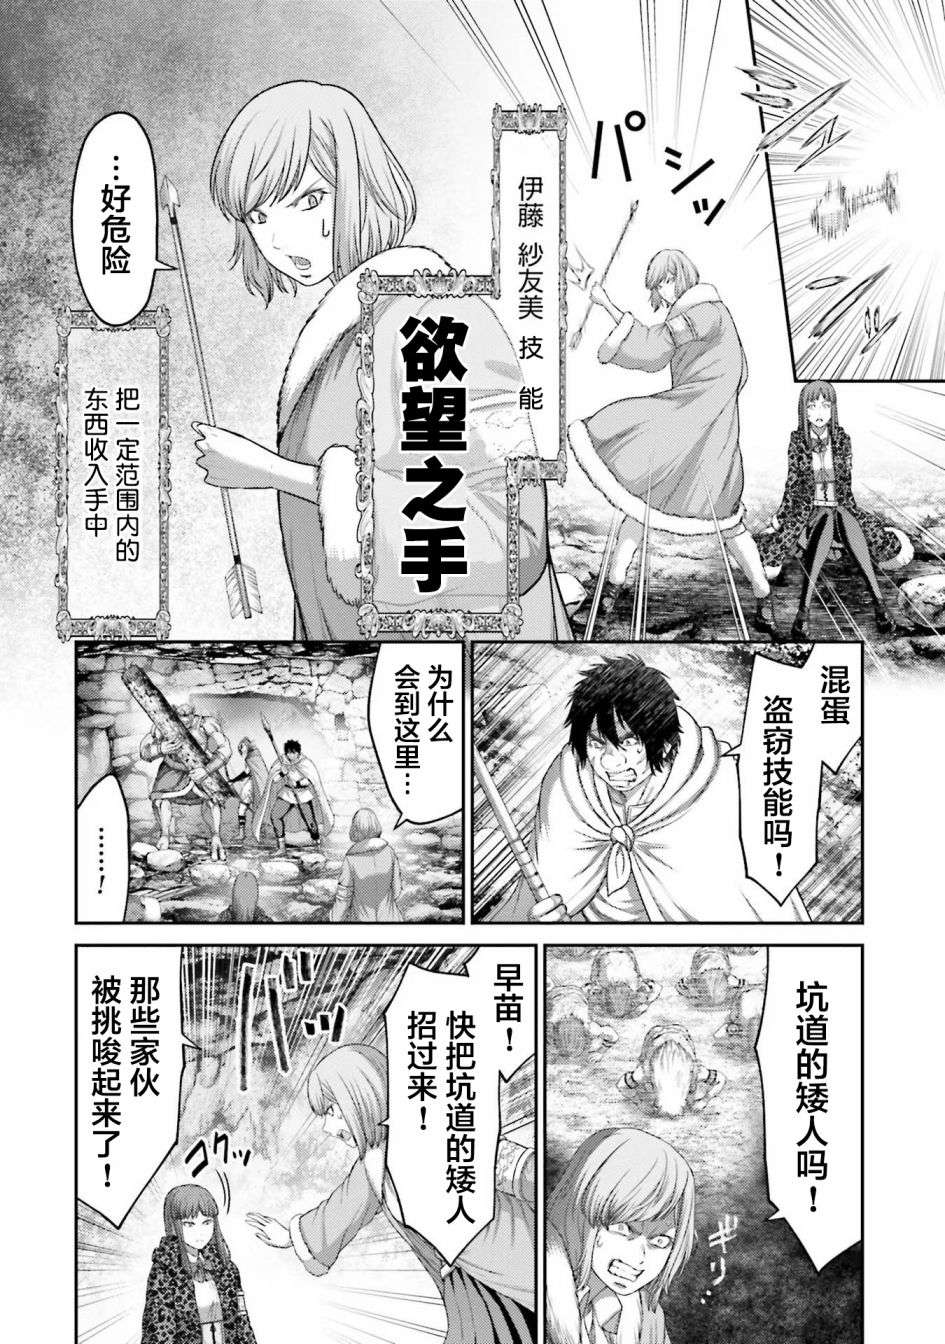 パシ
伊藤 紗友美 技能
欲望之手
…好危险
把一定范围内的
东西收入手中
混蛋
盗窃技能吗！
为什么
会到这里…
……！
坑道的矮人吗！
ギリ…
早苗！
快把坑道的矮人
招过来！
バッ
那些家伙
被挑唆起来了！
コクッ